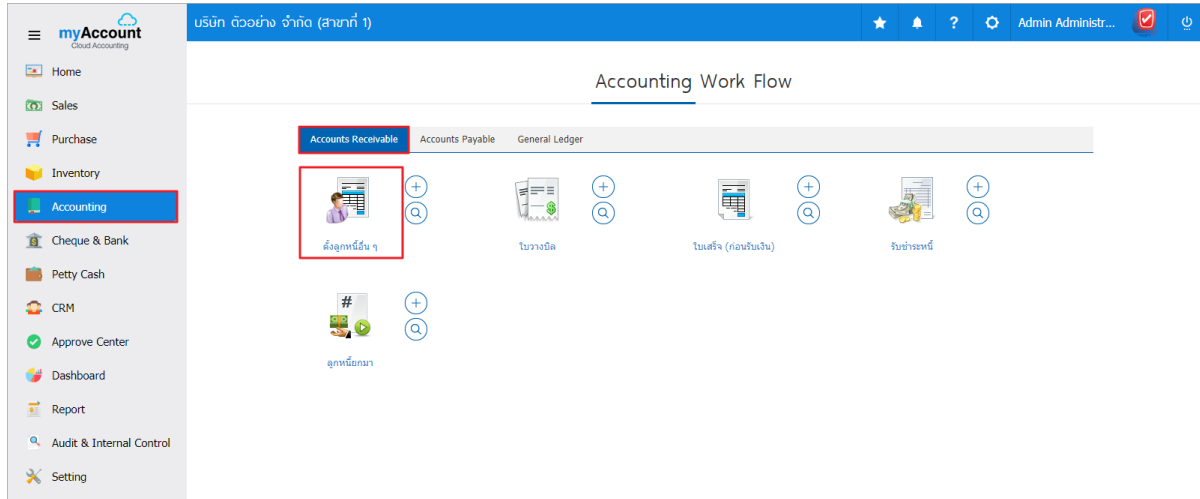 myAccount
Cloud Accounting
บริษัท ตัวอย่าง จำกัด (สาขาที่ 1)
?
Admin Administr...
Home
Sales
Purchase
Inventory
Accounting
Cheque & Bank
Petty Cash
CRM
Approve Center
Dashboard
Report
Audit & Internal Control
Setting
Accounting Work Flow
Accounts Receivable Accounts Payable General Ledger
ตั้งลูกหนี้อื่น ๆ ใบวางบิล ใบเสร็จ (ก่อนรับเงิน) รับชำระหนี้
#
ลูกหนี้ยกมา